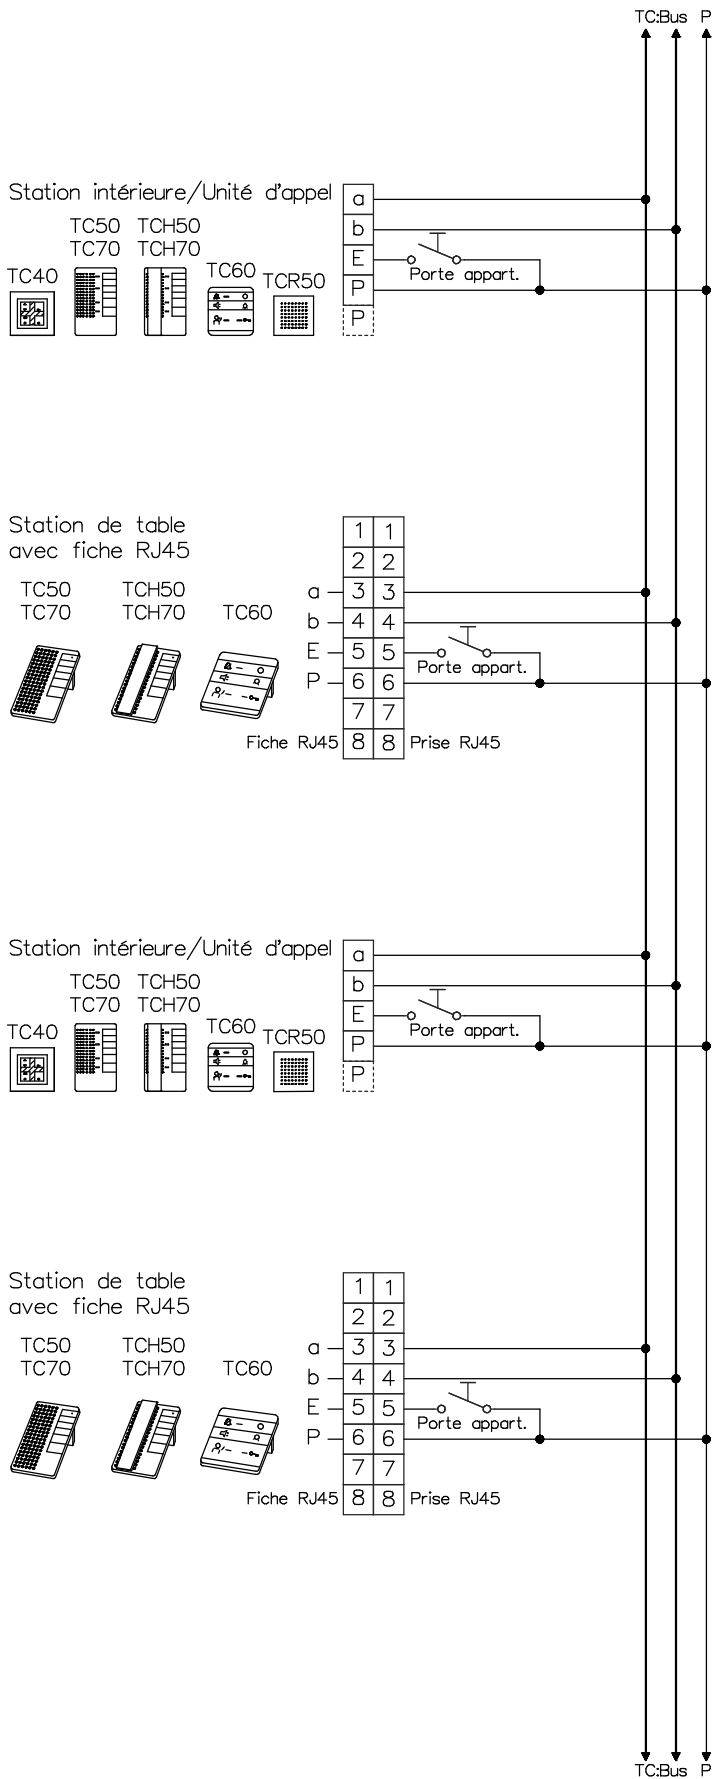 TC:Bus P
Station intérieure/Unité d'appel
a
TC50 TCH50
TC70 TCH70
b
TC40
TC60
TCR50
E
Porte appart.
P
P
Station de table
avec fiche RJ45
1 1
2 2
TC50 TCH50
TC70 TCH70 TC60
a 3 3
b 4 4
E 5 5
Porte appart.
P 6 6
7 7
Fiche RJ45 8 8 Prise RJ45
Station intérieure/Unité d'appel
a
TC50 TCH50
TC70 TCH70
b
TC40
TC60
TCR50
E
Porte appart.
P
P
Station de table
avec fiche RJ45
1 1
2 2
TC50 TCH50
TC70 TCH70 TC60
a 3 3
b 4 4
E 5 5
Porte appart.
P 6 6
7 7
Fiche RJ45 8 8 Prise RJ45
TC:Bus P